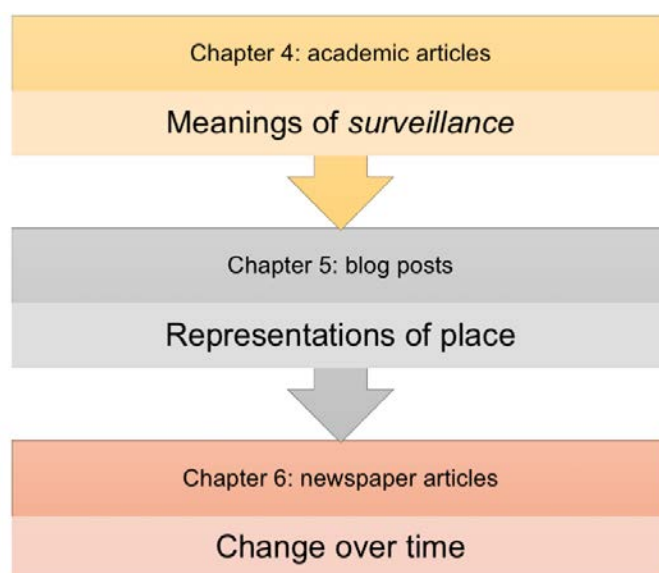 Chapter 4: academic articles
Meanings of surveillance
Chapter 5: blog posts
Representations of place
Chapter 6: newspaper articles
Change over time